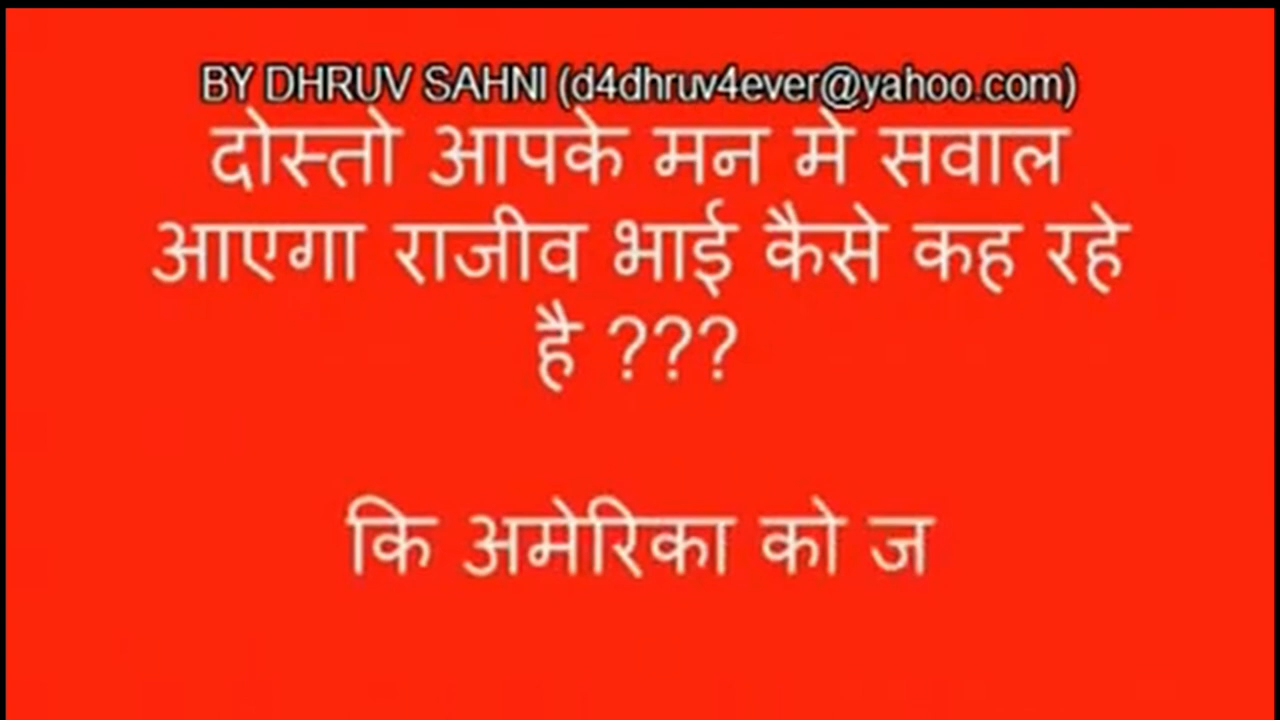 BY DHRUV SAHNI (d4dhruv4ever@yahoo.com)
दोस्तो आपके मन मे सवाल
आएगा राजीव भाई कैसे कह रहे
है ???
कि अमेरिका को ज